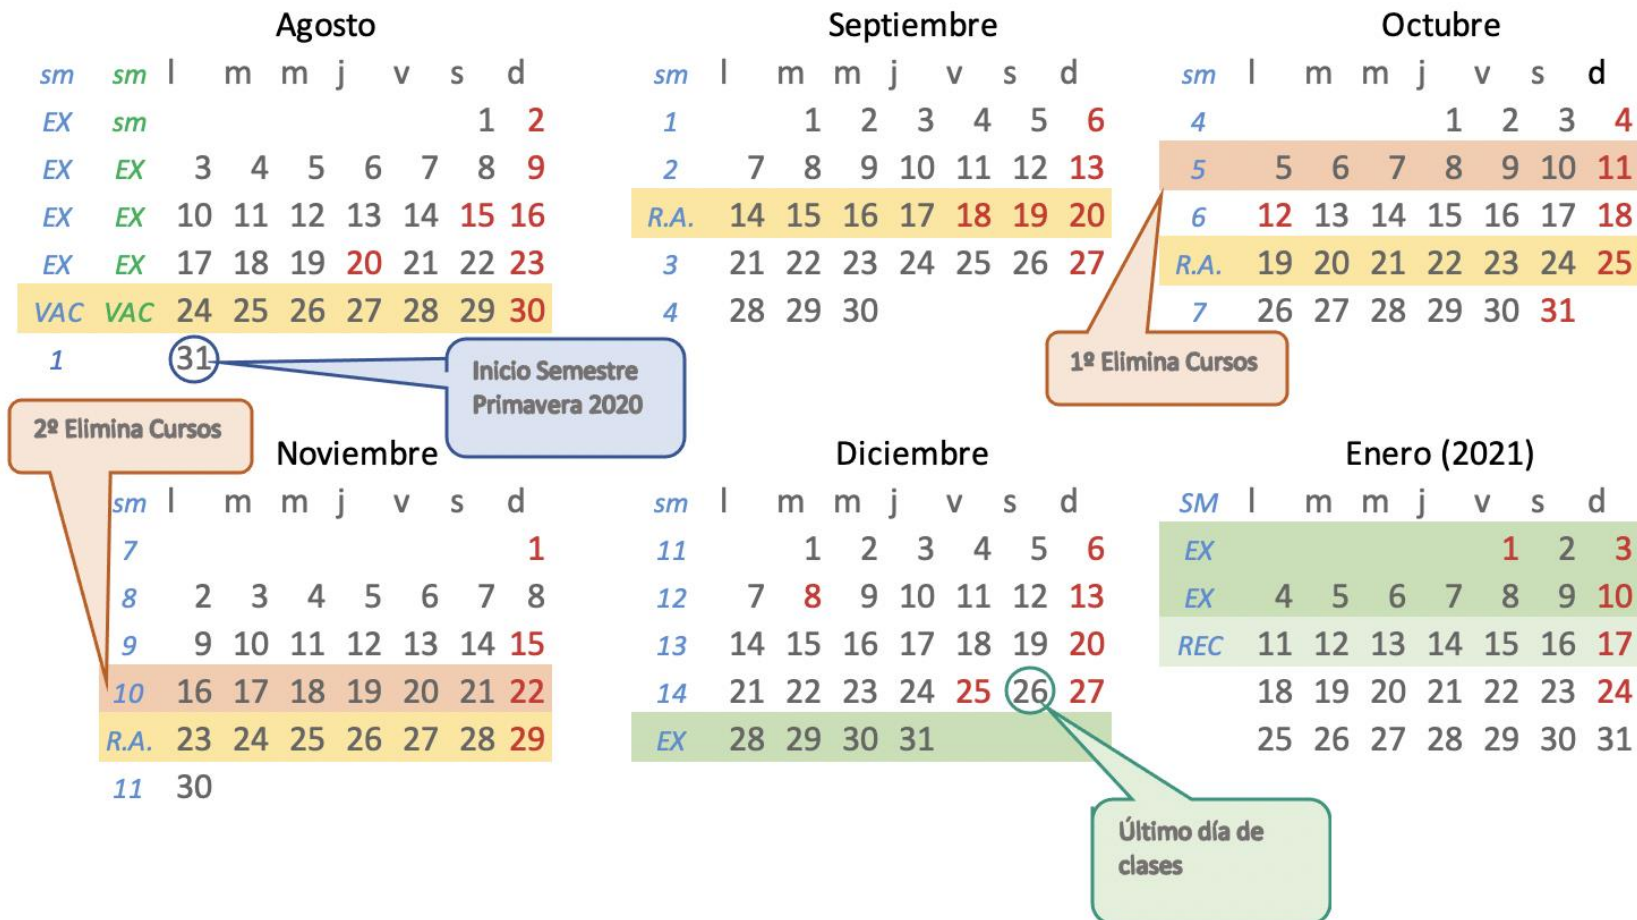 Agosto
sm sm l m m j v s d
EX sm 1 2
EX EX 3 4 5 6 7 8 9
EX EX 10 11 12 13 14 15 16
EX EX 17 18 19 20 21 22 23
VAC VAC 24 25 26 27 28 29 30
1 31
Inicio Semestre
Primavera 2020
Septiembre
sm l m m j v s d
1 1 2 3 4 5 6
2 7 8 9 10 11 12 13
R.A. 14 15 16 17 18 19 20
3 21 22 23 24 25 26 27
4 28 29 30
Octubre
sm l m m j v s d
4 1 2 3 4
5 5 6 7 8 9 10 11
6 12 13 14 15 16 17 18
R.A. 19 20 21 22 23 24 25
7 26 27 28 29 30 31
1º Elimina Cursos
2º Elimina Cursos
Noviembre
sm l m m j v s d
7 1
8 2 3 4 5 6 7 8
9 9 10 11 12 13 14 15
10 16 17 18 19 20 21 22
R.A. 23 24 25 26 27 28 29
11 30
Diciembre
sm l m m j v s d
11 1 2 3 4 5 6
12 7 8 9 10 11 12 13
13 14 15 16 17 18 19 20
14 21 22 23 24 25 26 27
EX 28 29 30 31
Último día de
clases
Enero (2021)
SM l m m j v s d
EX 1 2 3
EX 4 5 6 7 8 9 10
REC 11 12 13 14 15 16 17
18 19 20 21 22 23 24
25 26 27 28 29 30 31